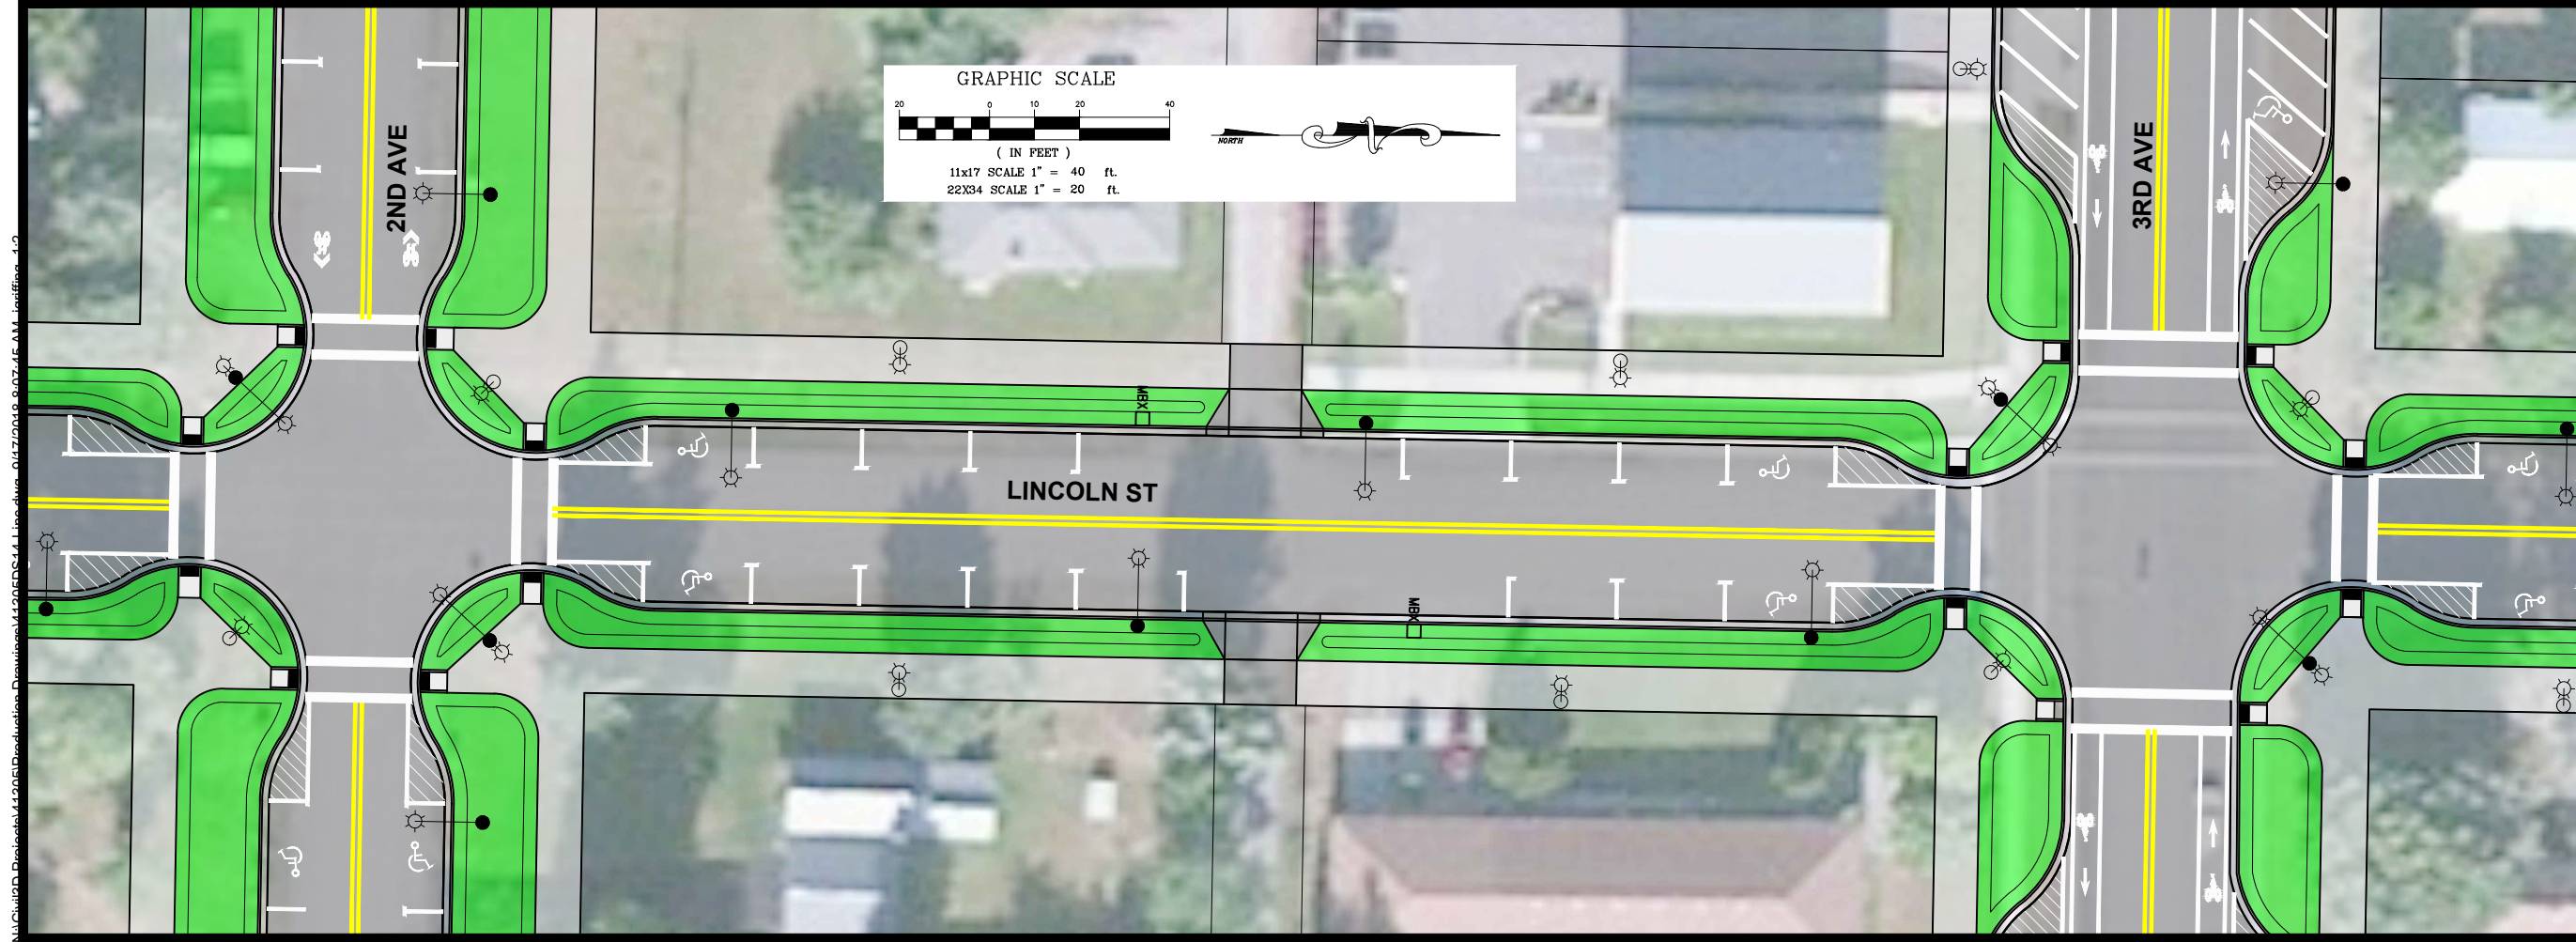 GRAPHIC SCALE
20 0 10 20 40
( IN FEET )
11x17 SCALE 1" = 40 ft.
22X34 SCALE 1" = 20 ft.
NORTH
2ND AVE
3RD AVE
MBX
LINCOLN ST
MBX